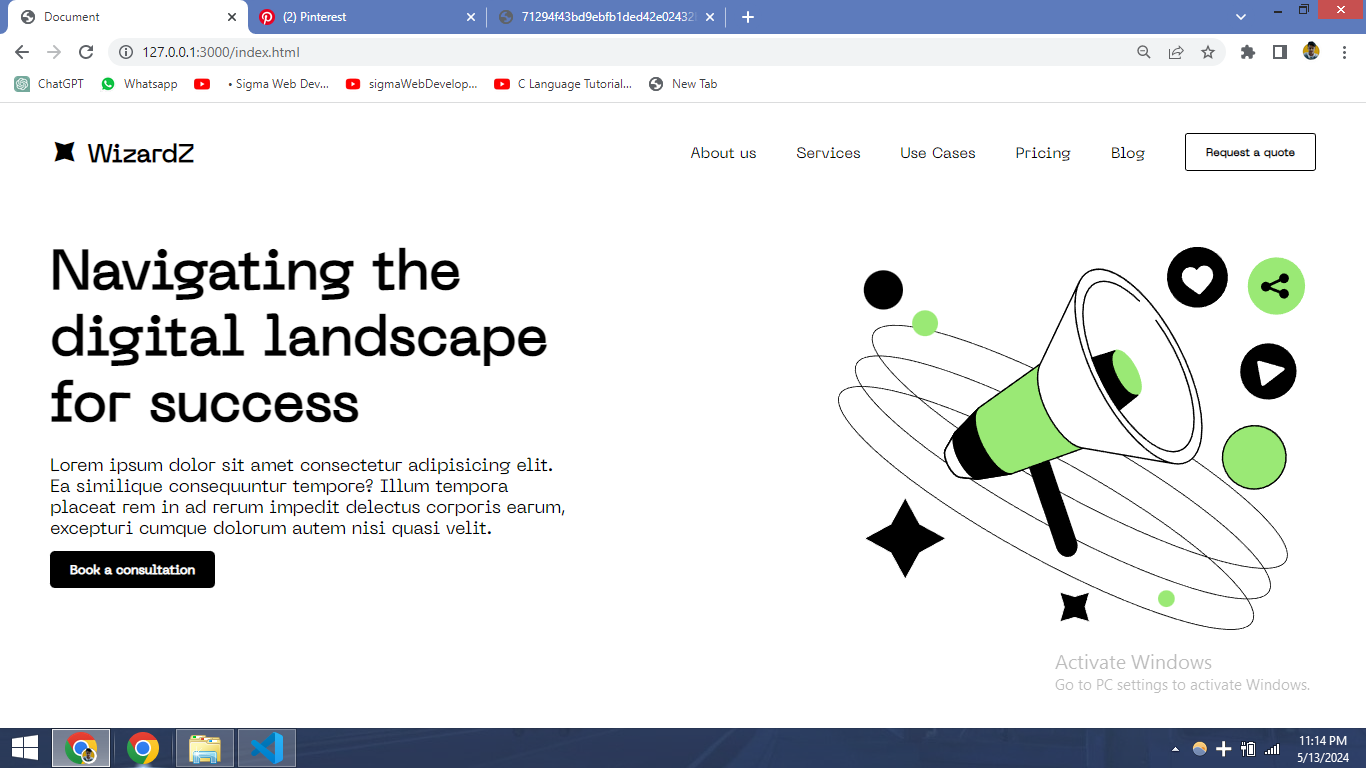 Document
(2) Pinterest
71294f43bd9ebfb1ded42e02432
127.0.0.1:3000/index.html
ChatGPT
Whatsapp
• Sigma Web Dev...
sigmaWebDevelop...
C Language Tutorial...
New Tab
WizardZ
About us
Services
Use Cases
Pricing
Blog
Request a quote
Navigating the
digital landscape
for success
Lorem ipsum dolor sit amet consectetur adipisicing elit.
Ea similique consequuntur tempore? Illum tempora
placeat rem in ad rerum impedit delectus corporis earum,
excepturi cumque dolorum autem nisi quasi velit.
Book a consultation
Activate Windows
Go to PC settings to activate Windows.
11:14 PM
5/13/2024